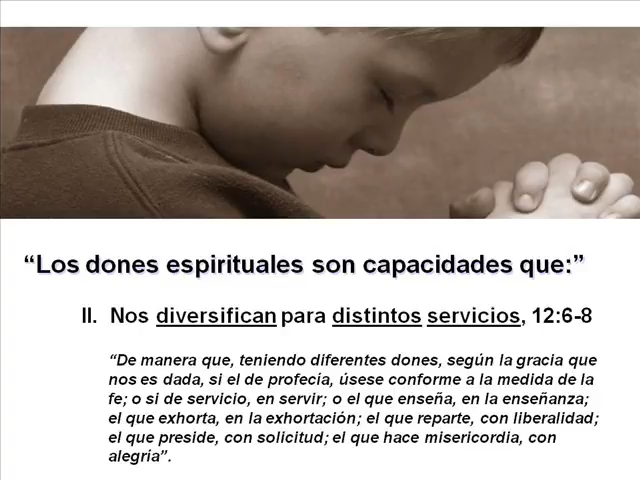 “Los dones espirituales son capacidades que:”
II. Nos diversifican para distintos servicios, 12:6-8
“De manera que, teniendo diferentes dones, según la gracia que
nos es dada, si el de profecía, úsese conforme a la medida de la
fe; o si de servicio, en servir; o el que enseña, en la enseñanza;
el que exhorta, en la exhortación; el que reparte, con liberalidad;
el que preside, con solicitud; el que hace misericordia, con
alegría”.